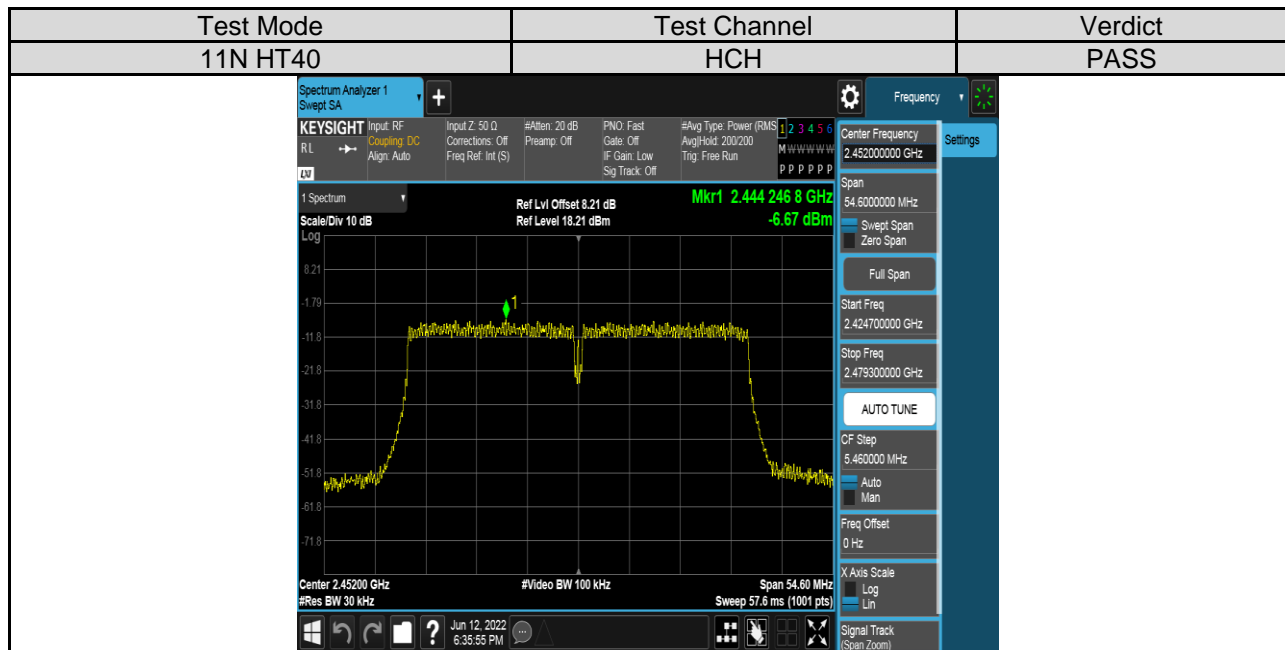 Test Mode Test Channel Verdict
11N HT40 HCH PASS
Spectrum Analyzer 1
Swept SA
Frequency
KEYSIGHT Input: RF Input Z: 50 Ω #Atten: 20 dB PNO: Fast #Avg Type: Power (RMS 1 2 3 4 5 6
RL Coupling: DC Corrections: Off Preamp: Off Gate: Off Avg|Hold: 200/200 M W W W W W
Align: Auto Freq Ref: Int (S) IF Gain: Low Trig: Free Run
LXI Sig Track: Off P P P P P P
1 Spectrum Ref Lvl Offset 8.21 dB Mkr1 2.444 246 8 GHz
Scale/Div 10 dB Ref Level 18.21 dBm -6.67 dBm
Log
8.21
-1.79
1
-11.8
-21.8
-31.8
-41.8
-51.8
-61.8
-71.8
Center 2.45200 GHz #Video BW 100 kHz Span 54.60 MHz
#Res BW 30 kHz Sweep 57.6 ms (1001 pts)
Jun 12, 2022
6:35:55 PM
Center Frequency
2.452000000 GHz
Settings
Span
54.6000000 MHz
Swept Span
Zero Span
Full Span
Start Freq
2.424700000 GHz
Stop Freq
2.479300000 GHz
AUTO TUNE
CF Step
5.460000 MHz
Auto
Man
Freq Offset
0 Hz
X Axis Scale
Log
Lin
Signal Track
(Span Zoom)